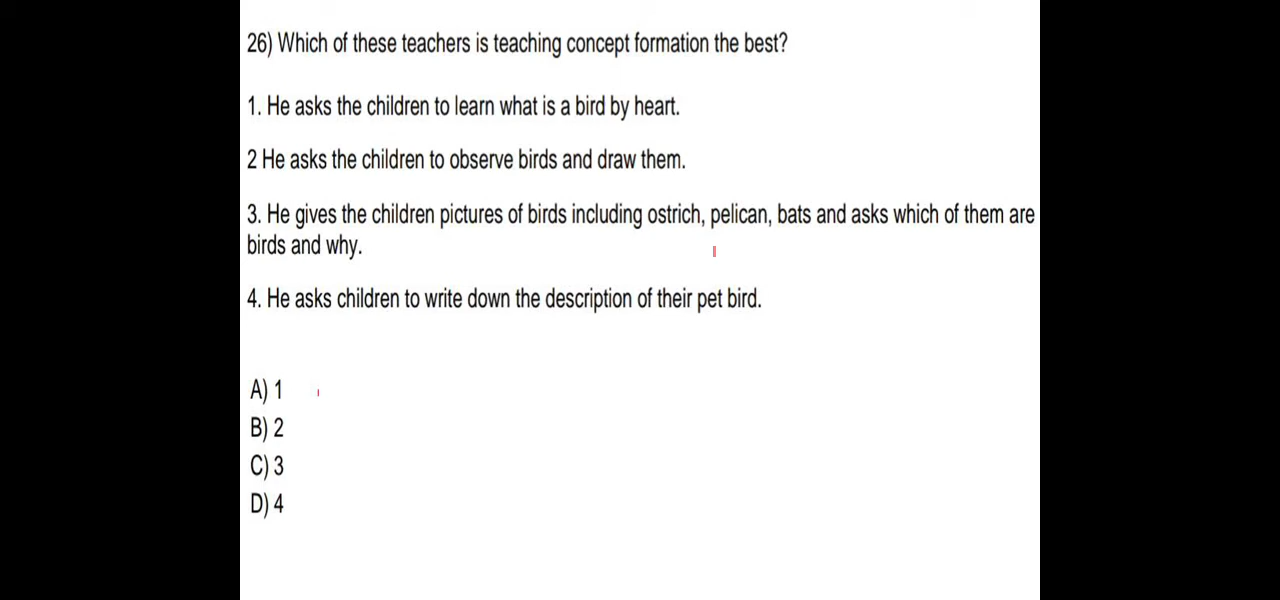 26) Which of these teachers is teaching concept formation the best?
1. He asks the children to learn what is a bird by heart.
2 He asks the children to observe birds and draw them.
3. He gives the children pictures of birds including ostrich, pelican, bats and asks which of them are
birds and why.
4. He asks children to write down the description of their pet bird.
A) 1
B) 2
C) 3
D) 4